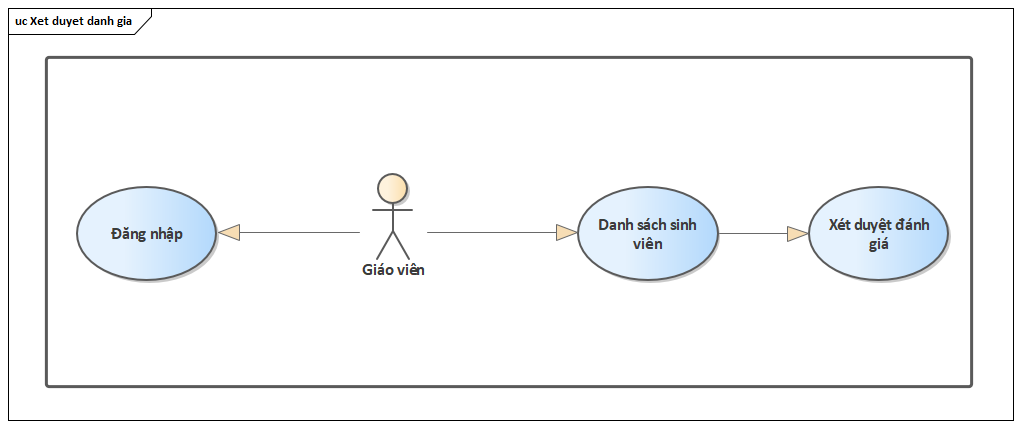 uc Xet duyet danh gia
Đăng nhập
Giáo viên
Danh sách sinh
viên
Xét duyệt đánh
giá